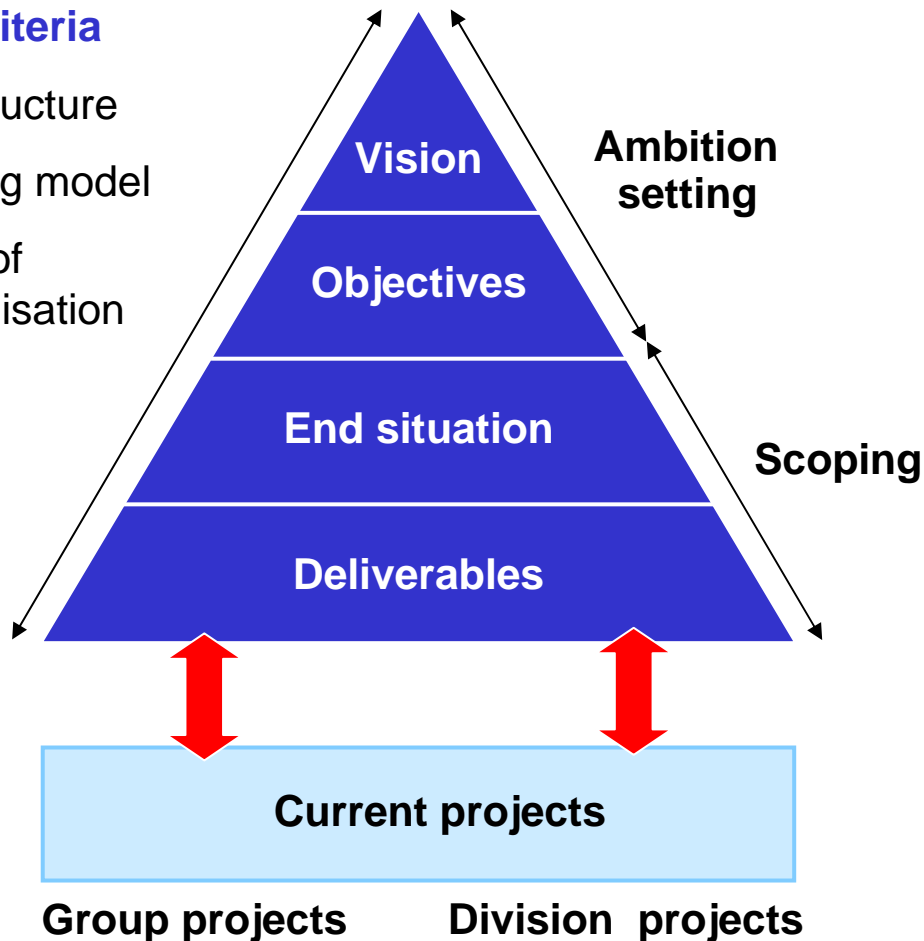 iteria
ucture
g model
of
isation
Vision
Ambition
setting
Objectives
End situation
Scoping
Deliverables
Current projects
Group projects
Division projects